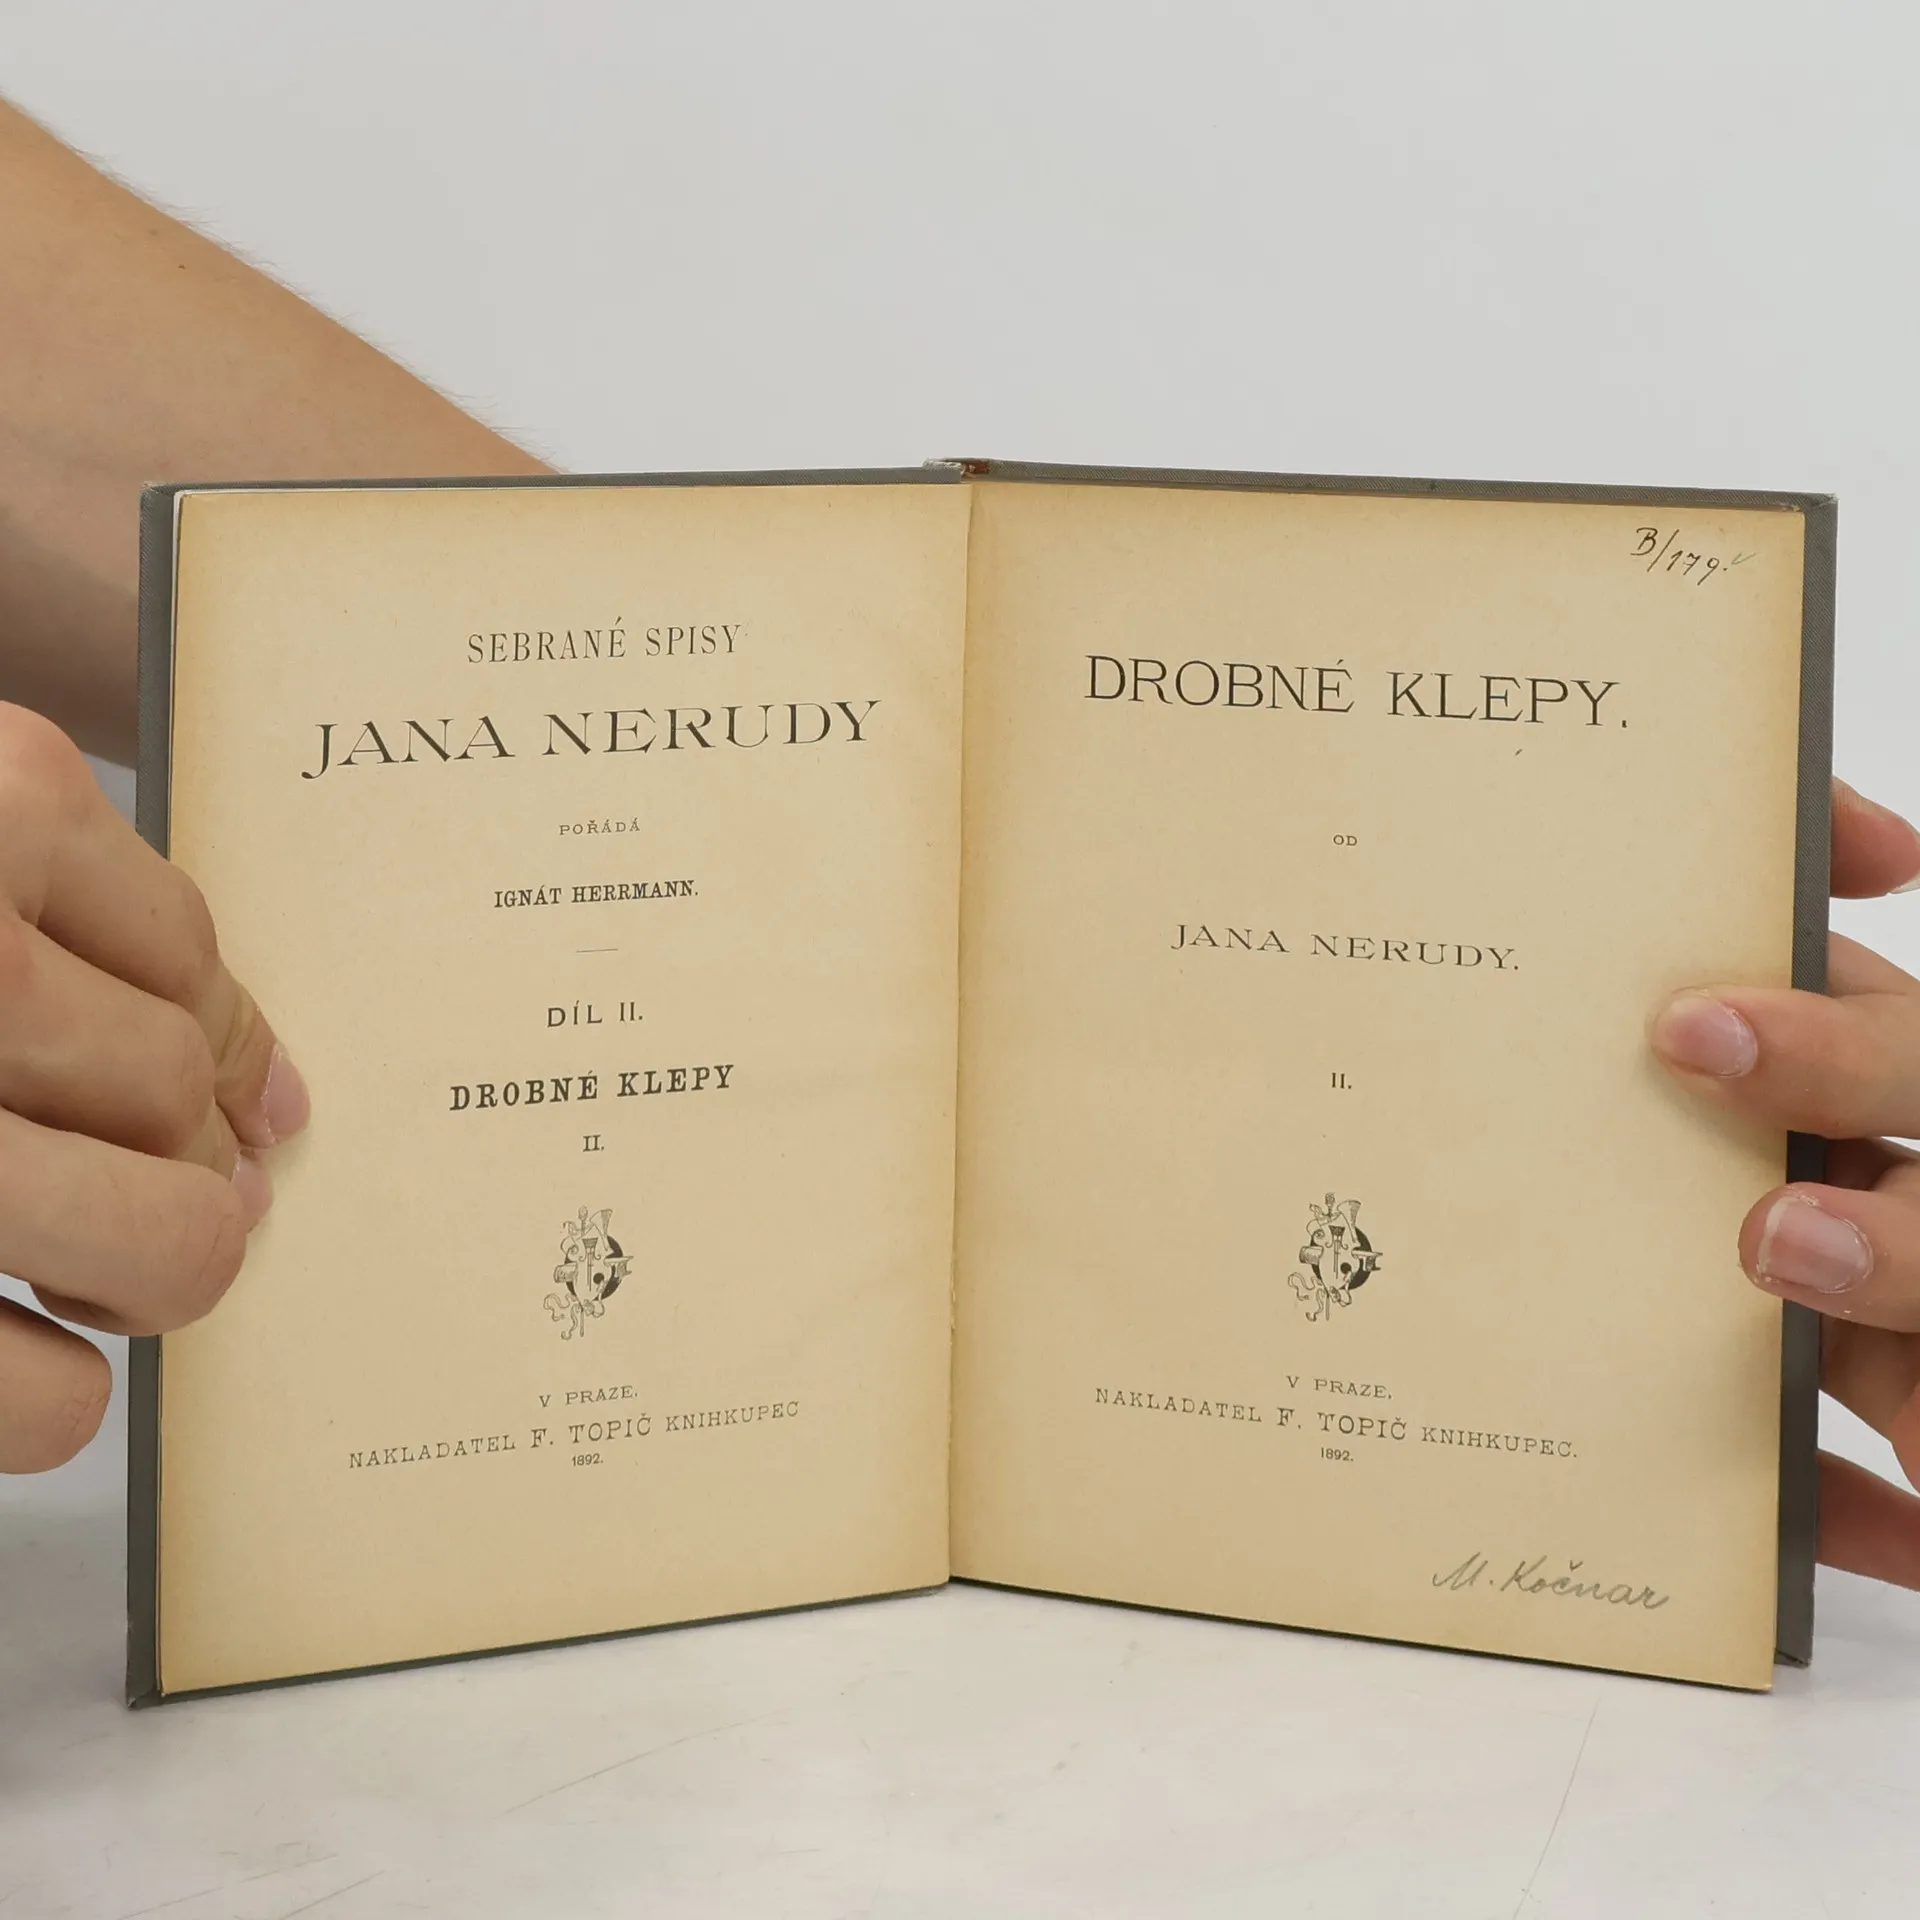 SEBRANÉ SPISY
JANA NERUDY
POŘÁDÁ
IGNÁT HERRMANN.
DÍL II.
DROBNÉ KLEPY
II.
V PRAZE.
NAKLADATEL F. TOPIČ KNIHKUPEC
1892.
B/179.
DROBNÉ KLEPY.
OD
JANA NERUDY.
II.
V PRAZE,
NAKLADATEL F. TOPIČ KNIHKUPEC.
1892.
M. Kočnar